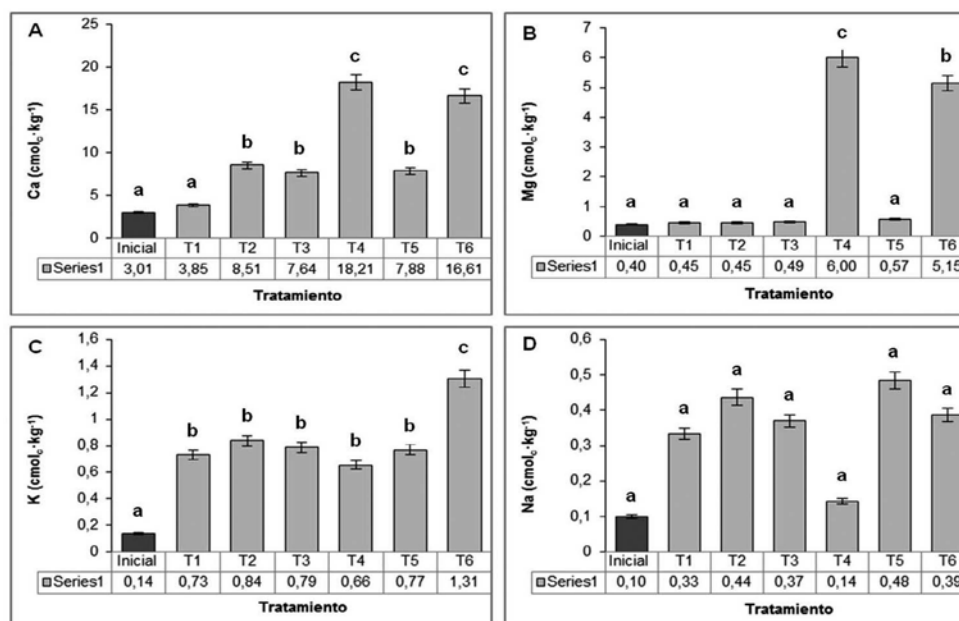 A
Ca (cmolc·kg-1)
25
20
15
10
5
0
a
a
b
b
c
b
c
Inicial T1 T2 T3 T4 T5 T6
Series1 3,01 3,85 8,51 7,64 18,21 7,88 16,61
Tratamiento
B
Mg (cmolc·kg-1)
7
6
5
4
3
2
1
0
a
a
a
a
c
a
b
Inicial T1 T2 T3 T4 T5 T6
Series1 0,40 0,45 0,45 0,49 6,00 0,57 5,15
Tratamiento
C
K (cmolc·kg-1)
1,6
1,4
1,2
1
0,8
0,6
0,4
0,2
0
a
b
b
b
b
b
c
Inicial T1 T2 T3 T4 T5 T6
Series1 0,14 0,73 0,84 0,79 0,66 0,77 1,31
Tratamiento
D
Na (cmolc·kg-1)
0,6
0,5
0,4
0,3
0,2
0,1
0
a
a
a
a
a
a
a
Inicial T1 T2 T3 T4 T5 T6
Series1 0,10 0,33 0,44 0,37 0,14 0,48 0,39
Tratamiento